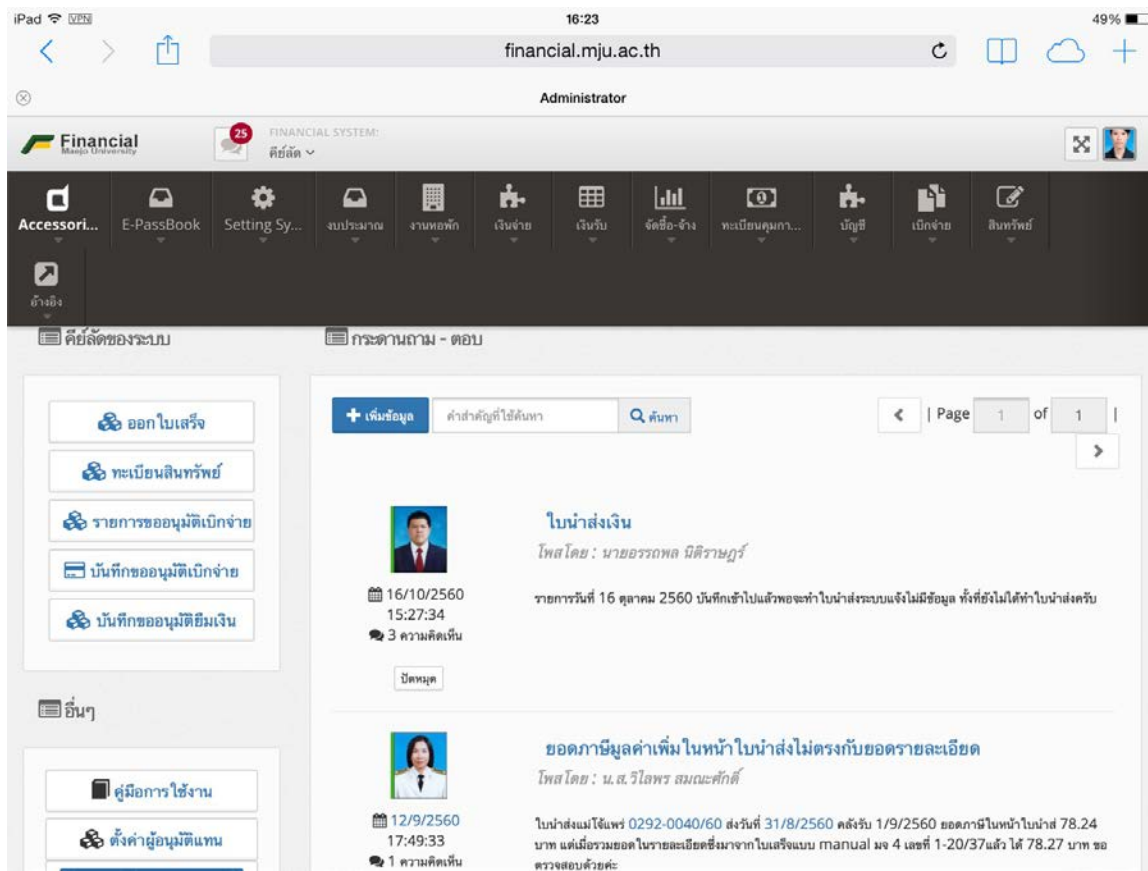 iPad VPN 16:23 49%
financial.mju.ac.th
Administrator
Financial
Maejo University
25
FINANCIAL SYSTEM:
คีย์ลัด
Accessori... E-PassBook Setting Sy... งบประมาณ งานหอพัก เงินจ่าย เงินรับ จัดซื้อ-จ้าง ทะเบียนคุมกา... บัญชี เบิกจ่าย สินทรัพย์
อ้างอิง
คีย์ลัดของระบบ
ออกใบเสร็จ
ทะเบียนสินทรัพย์
รายการขออนุมัติเบิกจ่าย
บันทึกขออนุมัติเบิกจ่าย
บันทึกขออนุมัติยืมเงิน
อื่นๆ
คู่มือการใช้งาน
ตั้งค่าผู้อนุมัติแทน
กระดานถาม - ตอบ
เพิ่มข้อมูล คำสำคัญที่ใช้ค้นหา ค้นหา | Page 1 of 1 |
ใบนำส่งเงิน
โพสโดย : นายอรรถพล นิติราษฎร์
16/10/2560
15:27:34
3 ความคิดเห็น
รายการวันที่ 16 ตุลาคม 2560 บันทึกเข้าไปแล้วพอจะทำใบนำส่งระบบแจ้งไม่มีข้อมูล ทั้งที่ยังไม่ได้ทำใบนำส่งครับ
ปักหมุด
ยอดภาษีมูลค่าเพิ่มในหน้าใบนำส่งไม่ตรงกับยอดรายละเอียด
โพสโดย : น.ส.วิไลพร สมณะศักดิ์
12/9/2560
17:49:33
1 ความคิดเห็น
ใบนำส่งแม่โจ้แพร่ 0292-0040/60 ส่งวันที่ 31/8/2560 คลังรับ 1/9/2560 ยอดภาษีในหน้าใบนำส่ 78.24
บาท แต่เมื่อรวมยอดในรายละเอียดซึ่งมาจากใบเสร็จแบบ manual มจ 4 เลขที่ 1-20/37แล้ว ได้ 78.27 บาท ขอ
ตรวจสอบด้วยค่ะ